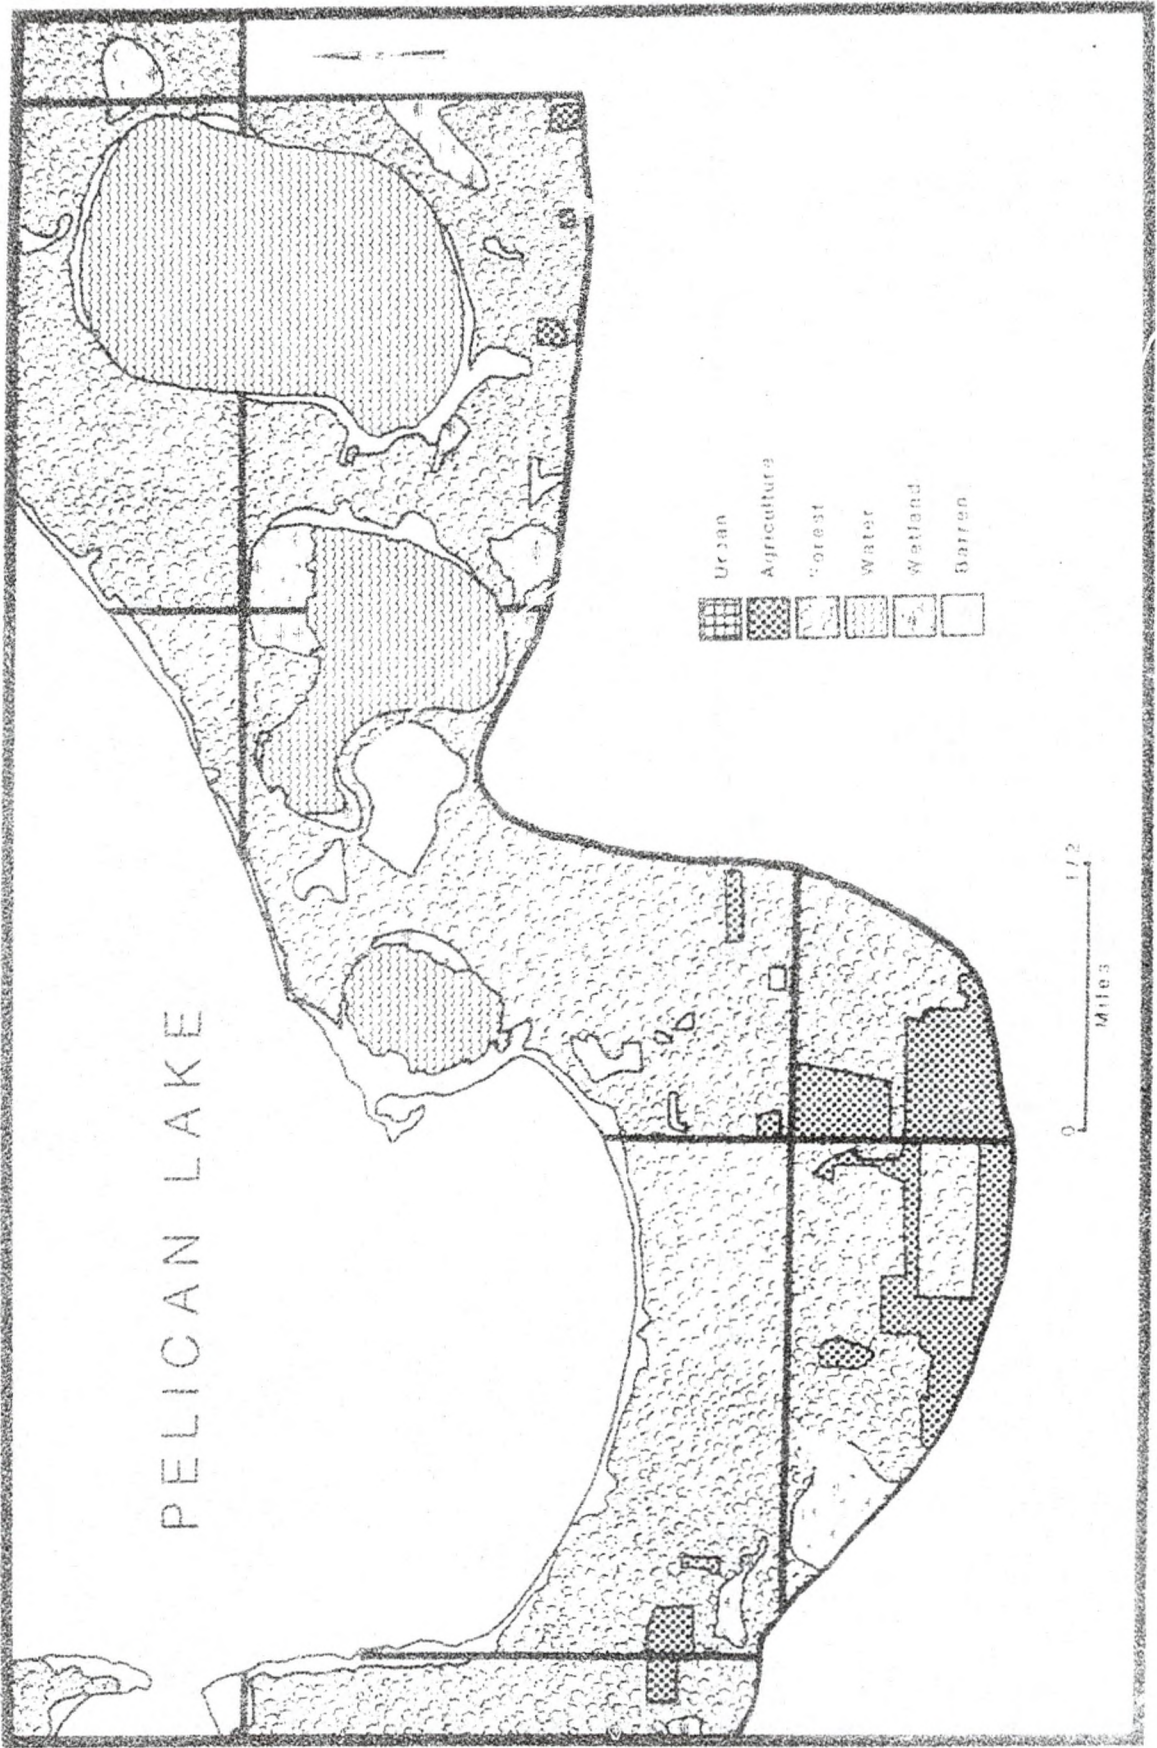 PELICAN LAKE
Urban
Agriculture
Forest
Water
Wetland
Barren
0 1/2
Miles